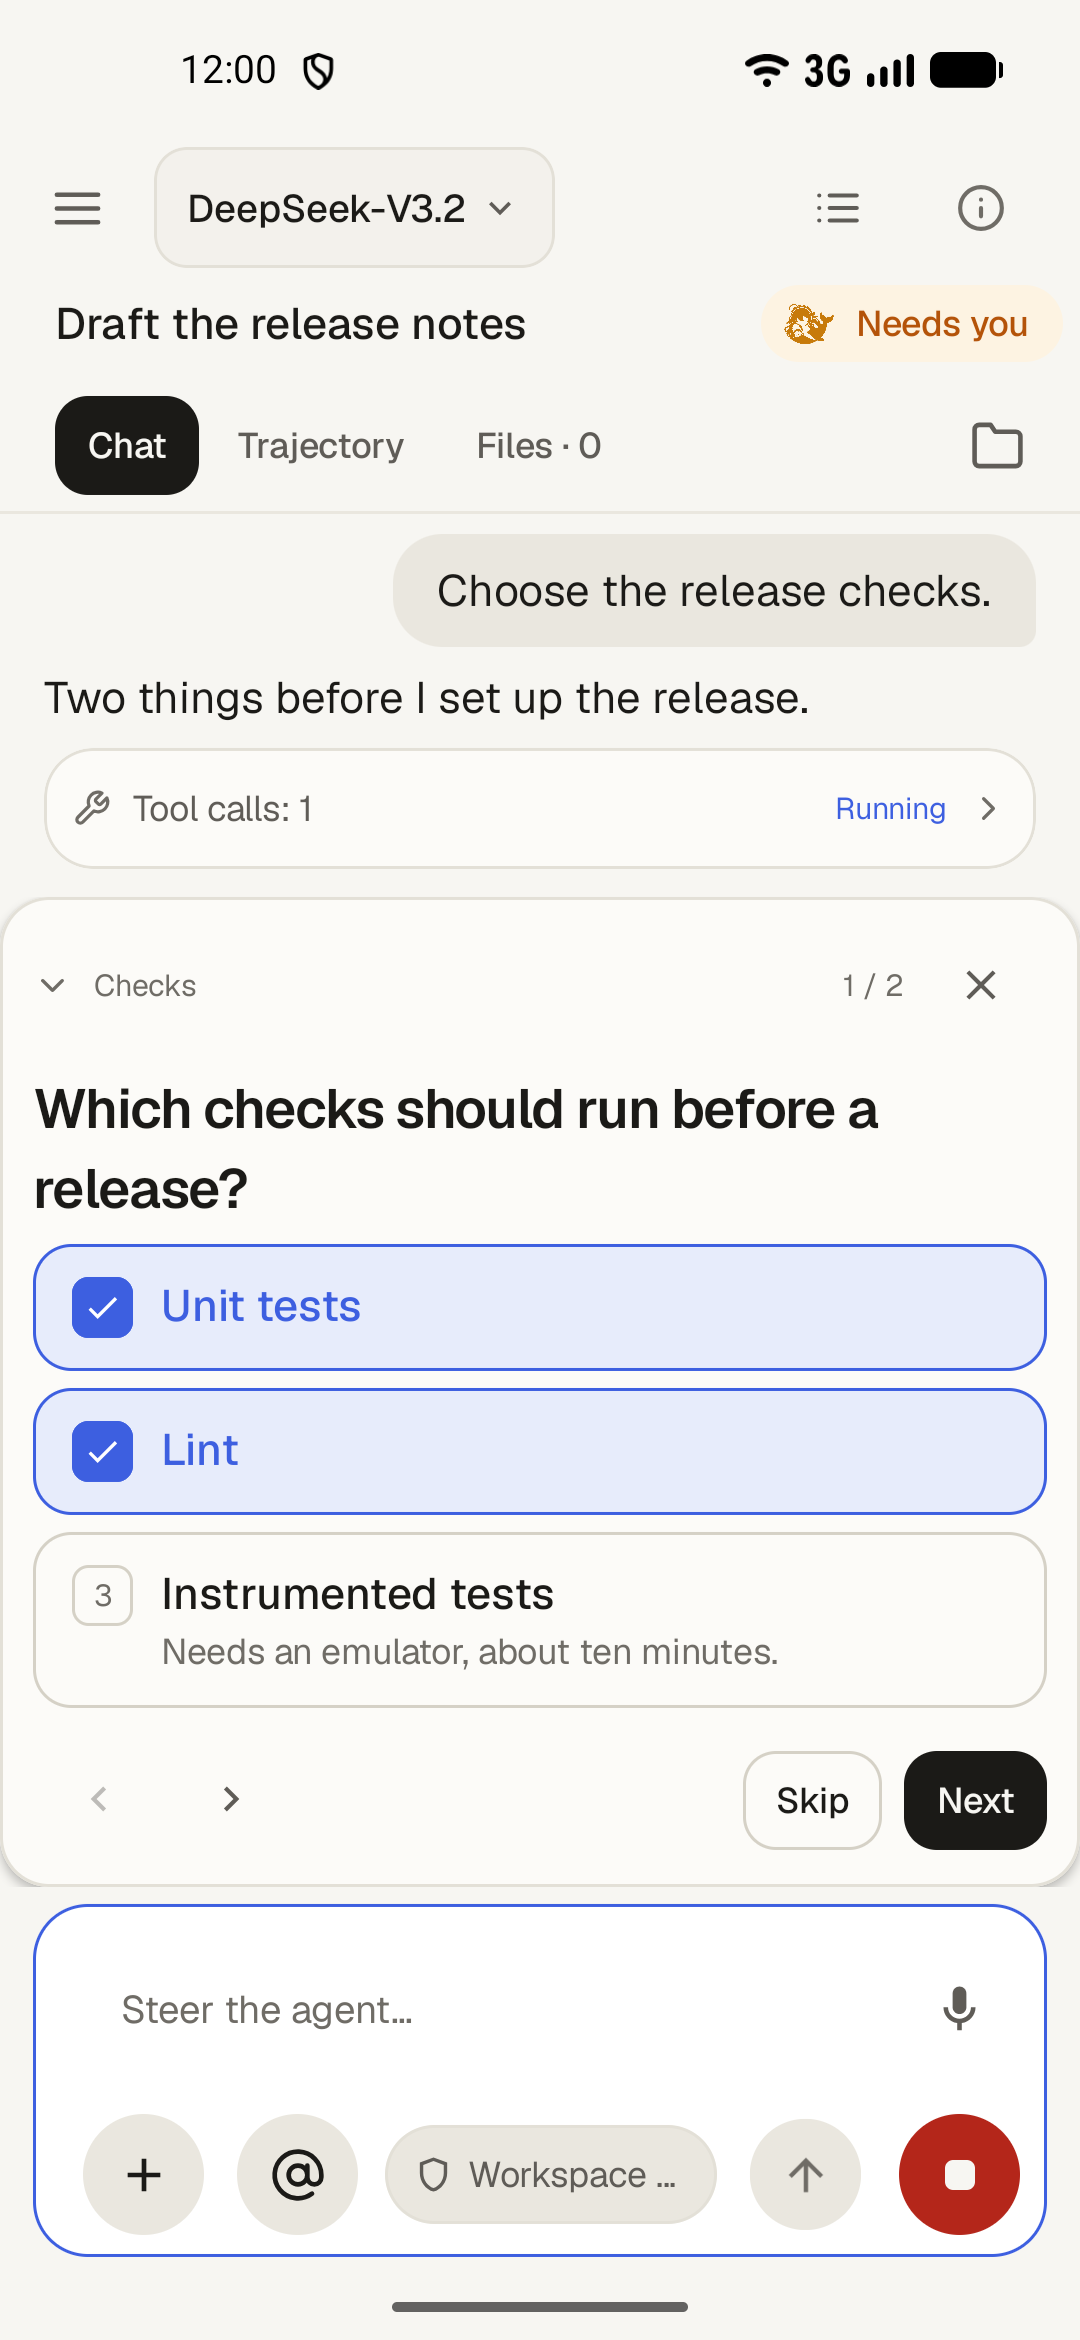 12:00
3G
DeepSeek-V3.2
Draft the release notes
Needs you
Chat
Trajectory
Files · 0
Choose the release checks.
Two things before I set up the release.
Tool calls: 1
Running
Checks
1 / 2
Which checks should run before a
release?
Unit tests
Lint
3
Instrumented tests
Needs an emulator, about ten minutes.
Skip
Next
Steer the agent…
Workspace …